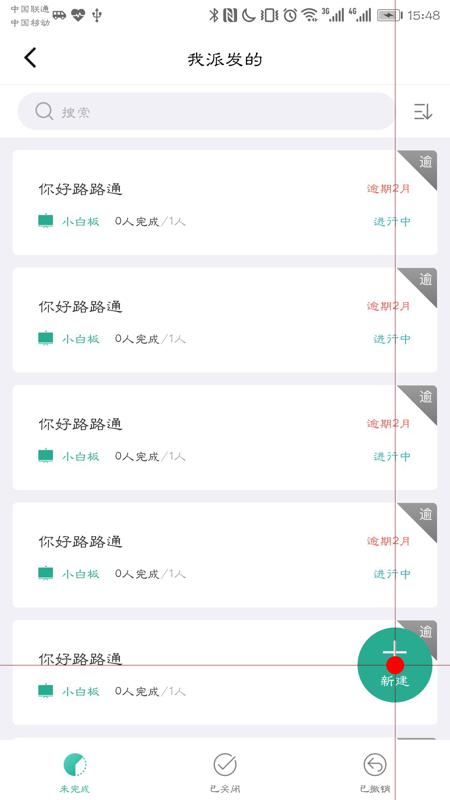 中国联通
中国移动
3G
4G
15:48
我派发的
搜索
逾
你好路路通
逾期2月
小白板
0人完成/1人
进行中
逾
你好路路通
逾期2月
小白板
0人完成/1人
进行中
逾
你好路路通
逾期2月
小白板
0人完成/1人
进行中
逾
你好路路通
逾期2月
小白板
0人完成/1人
进行中
逾
你好路路通
小白板
0人完成/1人
新建
未完成
已关闭
已撤销